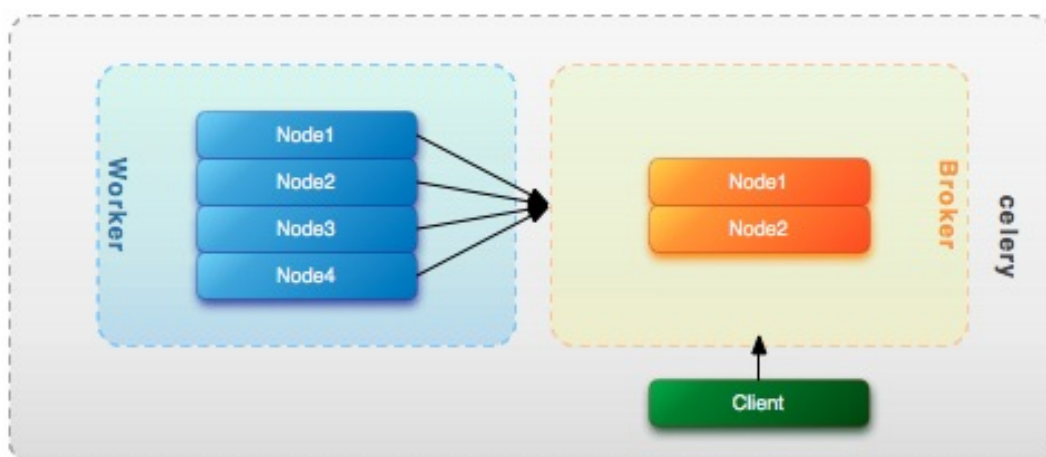 Worker
Node1
Node2
Node3
Node4
Node1
Node2
Broker
celery
Client